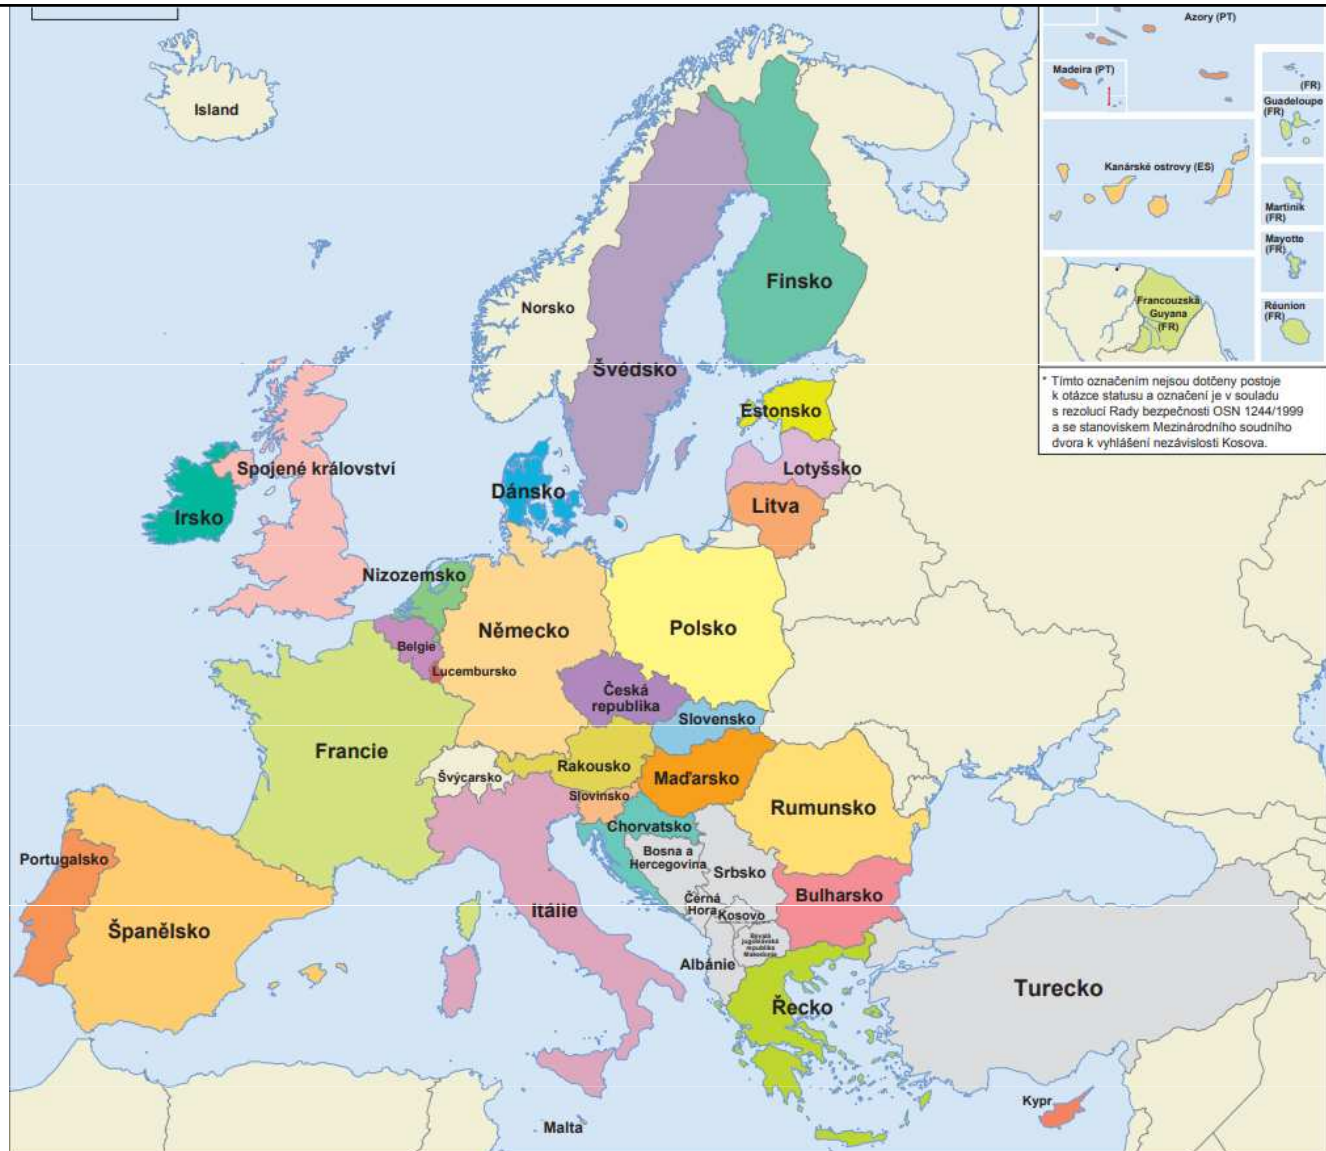 Azory (PT)
Madeira (PT)
(FR)
Guadeloupe
(FR)
Kanárské ostrovy (ES)
Martinik
(FR)
Mayotte
(FR)
Francouzská
Guyana
(FR)
Réunion
(FR)
* Tímto označením nejsou dotčeny postoje
k otázce statusu a označení je v souladu
s rezolucí Rady bezpečnosti OSN 1244/1999
a se stanoviskem Mezinárodního soudního
dvora k vyhlášení nezávislosti Kosova.
Island
Finsko
Norsko
Švédsko
Estonsko
Spojené království
Lotyšsko
Dánsko
Litva
Irsko
Nizozemsko
Německo
Polsko
Belgie
Lucembursko
Česká
republika
Slovensko
Francie
Rakousko
Švýcarsko
Maďarsko
Slovinsko
Rumunsko
Chorvatsko
Bosna a
Hercegovina
Portugalsko
Srbsko
Bulharsko
Černá
Hora
Kosovo
Itálie
Španělsko
Bývalá
jugoslávská
republika
Makedonie
Albánie
Turecko
Řecko
Kypr
Malta